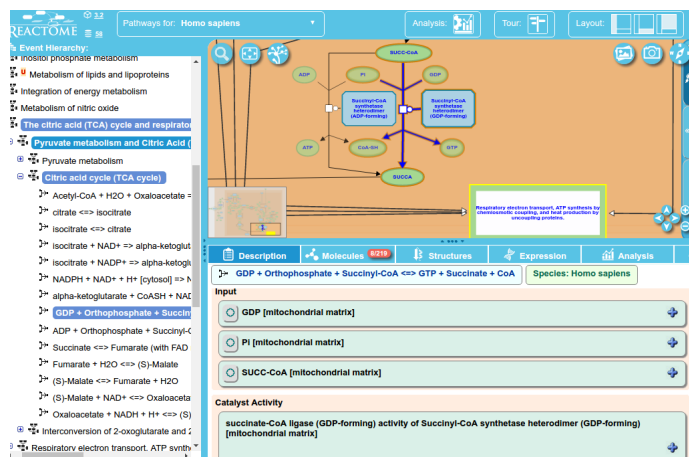 REACTOME
3.2
58
Pathways for: Homo sapiens
Analysis:
Tour:
Layout:
Event Hierarchy:
Inositol phosphate metabolism
Metabolism of lipids and lipoproteins
Integration of energy metabolism
Metabolism of nitric oxide
The citric acid (TCA) cycle and respirato
Pyruvate metabolism and Citric Acid (
Pyruvate metabolism
Citric acid cycle (TCA cycle)
Acetyl-CoA + H2O + Oxaloacetate =
citrate <=> isocitrate
isocitrate <=> citrate
isocitrate + NAD+ => alpha-ketoglut
isocitrate + NADP+ => alpha-ketoglu
NADPH + NAD+ + H+ [cytosol] => N
alpha-ketoglutarate + CoASH + NAD
GDP + Orthophosphate + Succin
ADP + Orthophosphate + Succinyl-C
Succinate <=> Fumarate (with FAD
Fumarate + H2O <=> (S)-Malate
(S)-Malate <=> Fumarate + H2O
(S)-Malate + NAD+ <=> Oxaloaceta
Oxaloacetate + NADH + H+ <=> (S)
Interconversion of 2-oxoglutarate and 2
Respiratory electron transport, ATP synth
SUCC-CoA
ADP
Pi
GDP
Succinyl-CoA
synthetase
heterodimer
(ADP-forming)
Succinyl-CoA
synthetase
heterodimer
(GDP-forming)
ATP
CoA-SH
GTP
SUCCA
Respiratory electron transport, ATP synthesis by
chemiosmotic coupling, and heat production by
uncoupling proteins.
Description
Molecules 8/219
Structures
Expression
Analysis
GDP + Orthophosphate + Succinyl-CoA <=> GTP + Succinate + CoA
Species: Homo sapiens
Input
GDP [mitochondrial matrix]
Pi [mitochondrial matrix]
SUCC-CoA [mitochondrial matrix]
Catalyst Activity
succinate-CoA ligase (GDP-forming) activity of Succinyl-CoA synthetase heterodimer (GDP-forming)
[mitochondrial matrix]